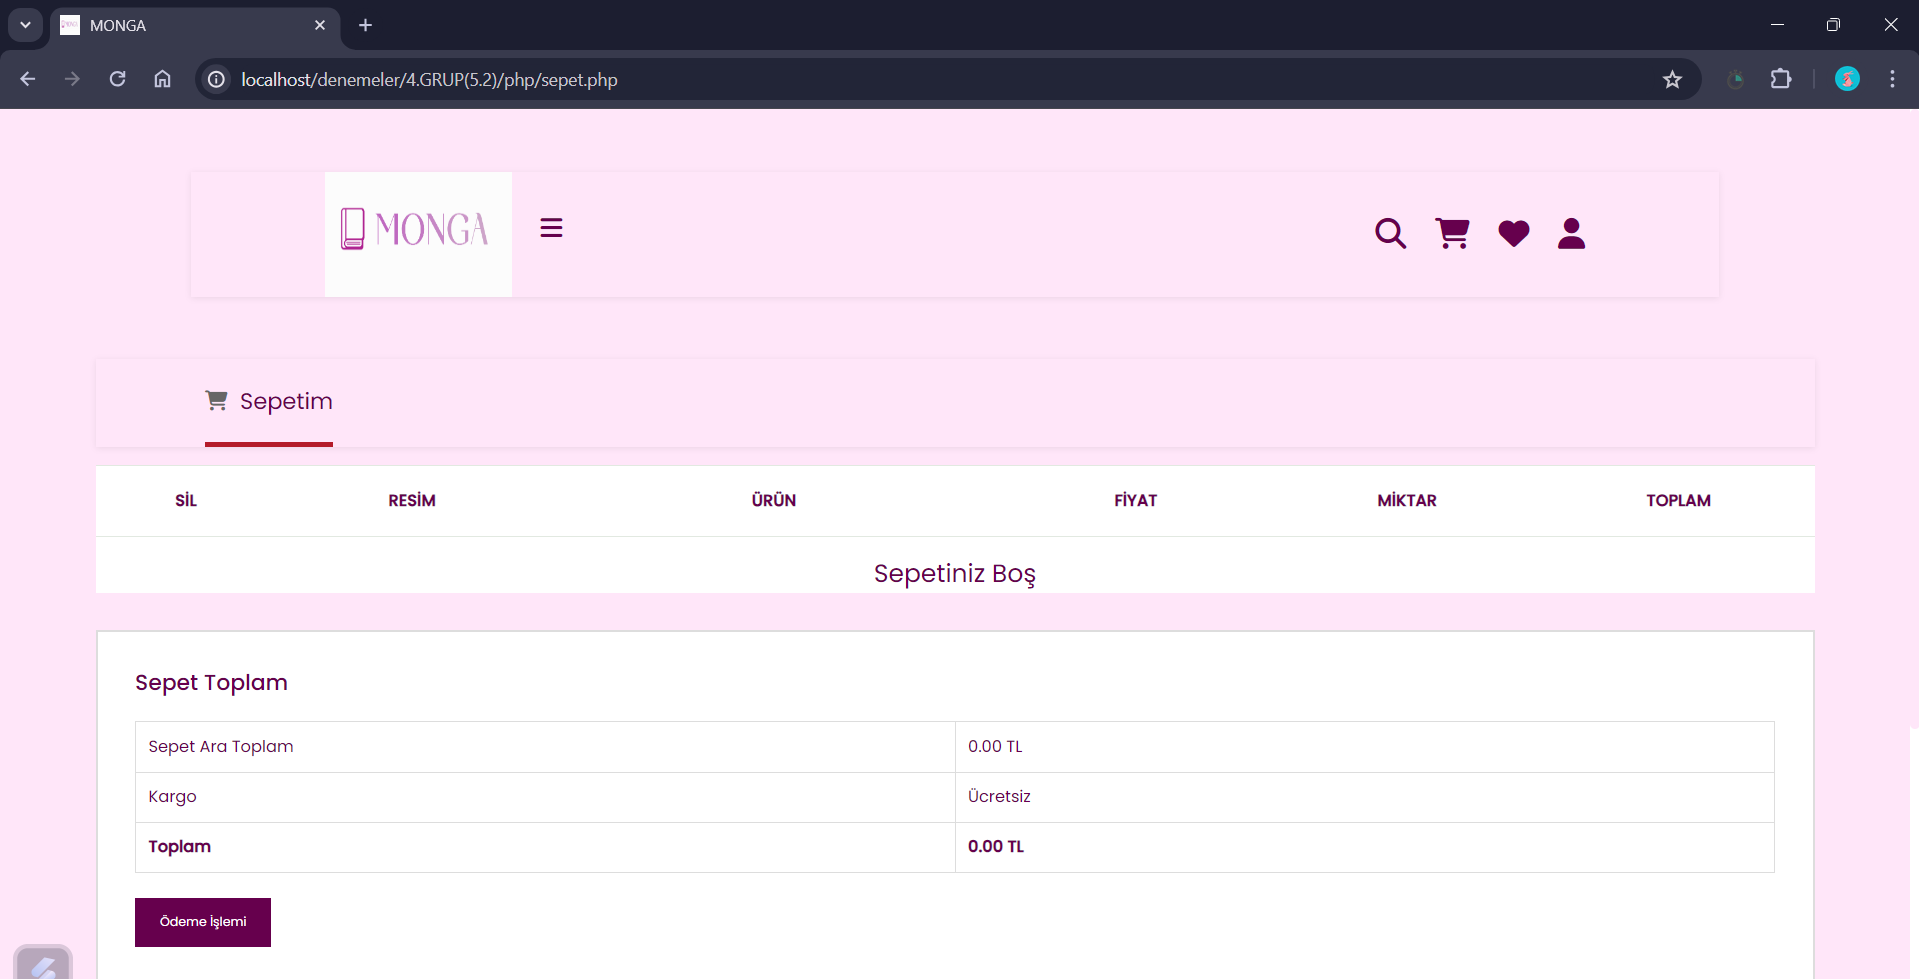 MONGA
localhost/denemeler/4.GRUP(5.2)/php/sepet.php
MONGA
Sepetim
SİL RESİM ÜRÜN FİYAT MİKTAR TOPLAM
Sepetiniz Boş
Sepet Toplam
Sepet Ara Toplam 0.00 TL
Kargo Ücretsiz
Toplam 0.00 TL
Ödeme İşlemi